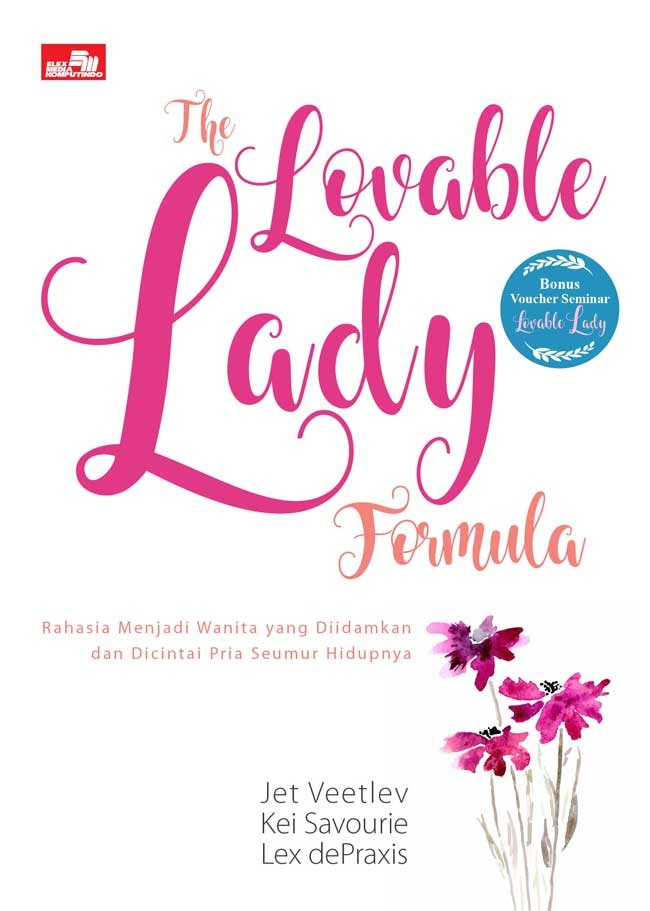 ELEX
MEDIA
KOMPUTINDO
The
Lovable
Lady
Bonus
Voucher Seminar
Lovable Lady
Formula
Rahasia Menjadi Wanita yang Diidamkan
dan Dicintai Pria Seumur Hidupnya
Jet Veetlev
Kei Savourie
Lex dePraxis